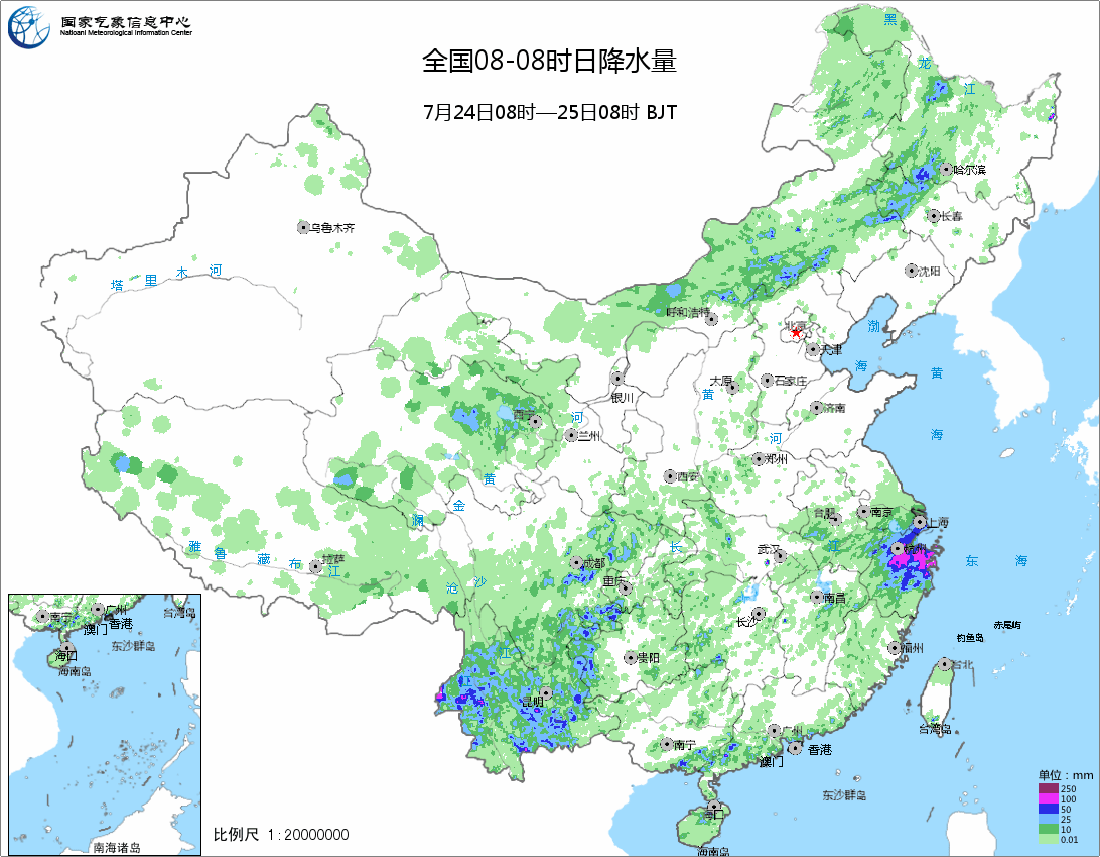 国家气象信息中心
Natioanl Meteorological Information Center
全国08-08时日降水量
7月24日08时—25日08时 BJT
黑
龙
江
哈尔滨
长春
乌鲁木齐
塔 里 木 河
沈阳
呼和浩特
北京
渤
天津
海
黄
太原
石家庄
银川
黄
济南
西宁
河
兰州
河
海
郑州
西安
黄
金
澜
合肥
南京
上海
雅 鲁 藏 布 江
拉萨
长
武汉
江
杭州
东 海
成都
沧
沙
重庆
南昌
长沙
赤尾屿
钓鱼岛
江
贵阳
福州
台北
昆明
台湾岛
南宁
广州
香港
澳门
海口
东沙群岛
海南岛
南宁
广州
台湾岛
澳门
香港
东沙群岛
海口
海南岛
南海诸岛
比例尺 1:20000000
单位：mm
250
100
50
25
10
0.01